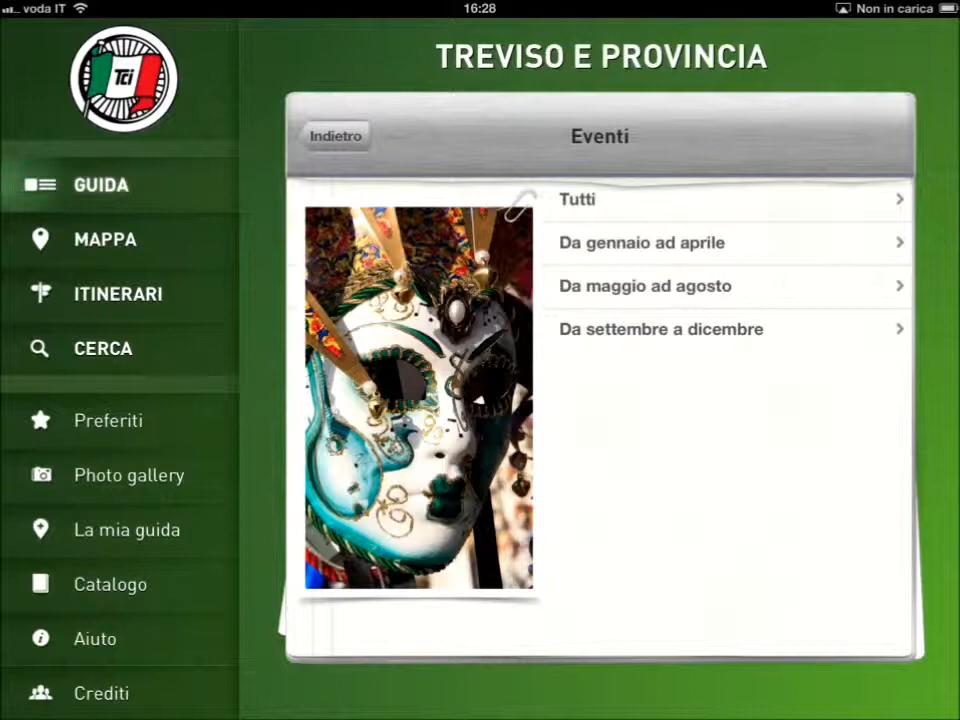 voda IT
16:28
Non in carica
Tci
TREVISO E PROVINCIA
Indietro
Eventi
GUIDA
MAPPA
ITINERARI
CERCA
Preferiti
Photo gallery
La mia guida
Catalogo
Aiuto
Crediti
Tutti
Da gennaio ad aprile
Da maggio ad agosto
Da settembre a dicembre